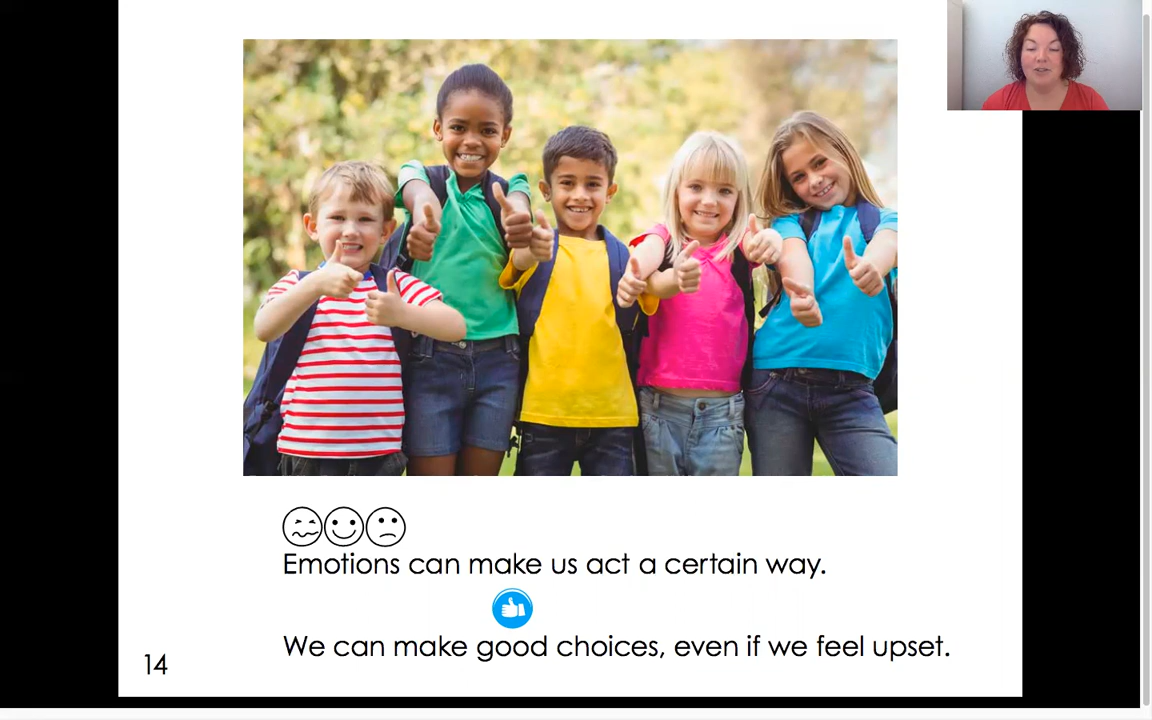 Emotions can make us act a certain way.
We can make good choices, even if we feel upset.
14